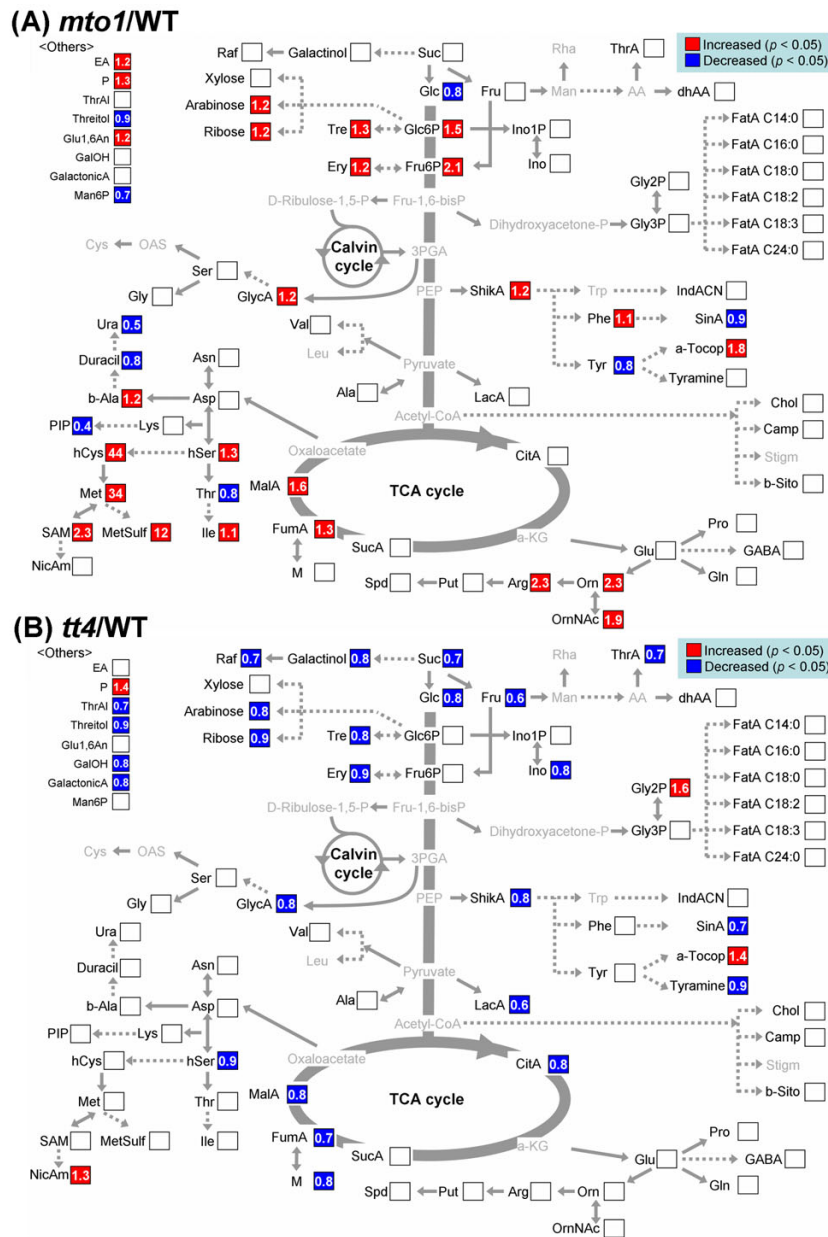 (A) mto1/WT
<Others>
EA 1.2
P 1.3
ThrAl
Threitol 0.9
Glu1,6An 1.2
GalOH
GalactonicA
Man6P 0.7
Increased (p < 0.05)
Decreased (p < 0.05)
Raf Galactinol Suc Rha ThrA
Xylose Glc 0.8 Fru Man AA dhAA
Arabinose 1.2
Ribose 1.2 Tre 1.3 Glc6P 1.5 Ino1P
Ery 1.2 Fru6P 2.1 Ino
FatA C14:0
FatA C16:0
FatA C18:0
FatA C18:2
FatA C18:3
FatA C24:0
Gly2P
Gly3P
D-Ribulose-1,5-P Fru-1,6-bisP
Dihydroxyacetone-P
Calvin cycle
3PGA
Cys OAS
Ser
Gly GlycA 1.2
PEP ShikA 1.2 Trp IndACN
Phe 1.1 SinA 0.9
Tyr 0.8 a-Tocop 1.8
Tyramine
Ura 0.5
Duracil 0.8
b-Ala 1.2
Val
Leu
Asn
Asp
Pyruvate
Ala LacA
Acetyl-CoA
PIP 0.4 Lys
hCys 44 hSer 1.3
Met 34 Thr 0.8
SAM 2.3 MetSulf 12 Ile 1.1
NicAm
Chol
Camp
Stigm
b-Sito
Oxaloacetate
CitA
MalA 1.6
TCA cycle
FumA 1.3
SucA
M
a-KG
Glu
Pro
GABA
Gln
Spd Put Arg 2.3 Orn 2.3
OrnNAc 1.9
(B) tt4/WT
<Others>
EA
P 1.4
ThrAl 0.7
Threitol 0.9
Glu1,6An
GalOH 0.8
GalactonicA 0.8
Man6P
Increased (p < 0.05)
Decreased (p < 0.05)
Raf 0.7 Galactinol 0.8 Suc 0.7 Rha ThrA 0.7
Xylose Glc 0.8 Fru 0.6 Man AA dhAA
Arabinose 0.8
Ribose 0.9 Tre 0.8 Glc6P Ino1P
Ery 0.9 Fru6P Ino 0.8
FatA C14:0
FatA C16:0
FatA C18:0
FatA C18:2
FatA C18:3
FatA C24:0
Gly2P 1.6
Gly3P
D-Ribulose-1,5-P Fru-1,6-bisP
Dihydroxyacetone-P
Calvin cycle
3PGA
Cys OAS
Ser
Gly GlycA 0.8
PEP ShikA 0.8 Trp IndACN
Phe SinA 0.7
Tyr a-Tocop 1.4
Tyramine 0.9
Ura
Duracil
b-Ala
Val
Leu
Asn
Asp
Pyruvate
Ala LacA 0.6
Acetyl-CoA
PIP Lys
hCys hSer 0.9
Met Thr
SAM MetSulf Ile
NicAm 1.3
Chol
Camp
Stigm
b-Sito
Oxaloacetate
CitA 0.8
MalA 0.8
TCA cycle
FumA 0.7
SucA
M 0.8
a-KG
Glu
Pro
GABA
Gln
Spd Put Arg Orn
OrnNAc